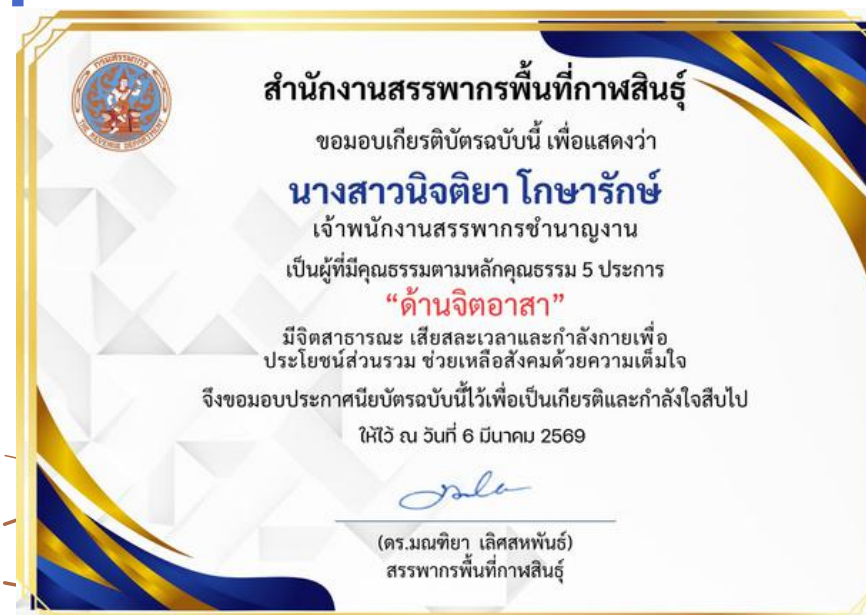 กรมสรรพากร
THE REVENUE DEPARTMENT
สำนักงานสรรพากรพื้นที่กาฬสินธุ์
ขอมอบเกียรติบัตรฉบับนี้ เพื่อแสดงว่า
นางสาวนิจติยา โกษารักษ์
เจ้าพนักงานสรรพากรชำนาญงาน
เป็นผู้ที่มีคุณธรรมตามหลักคุณธรรม 5 ประการ
“ด้านจิตอาสา”
มีจิตสาธารณะ เสียสละเวลาและกำลังกายเพื่อ
ประโยชน์ส่วนรวม ช่วยเหลือสังคมด้วยความเต็มใจ
จึงขอมอบประกาศนียบัตรฉบับนี้ไว้เพื่อเป็นเกียรติและกำลังใจสืบไป
ให้ไว้ ณ วันที่ 6 มีนาคม 2569
(ดร.มณฑิยา เลิศสหพันธ์)
สรรพากรพื้นที่กาฬสินธุ์